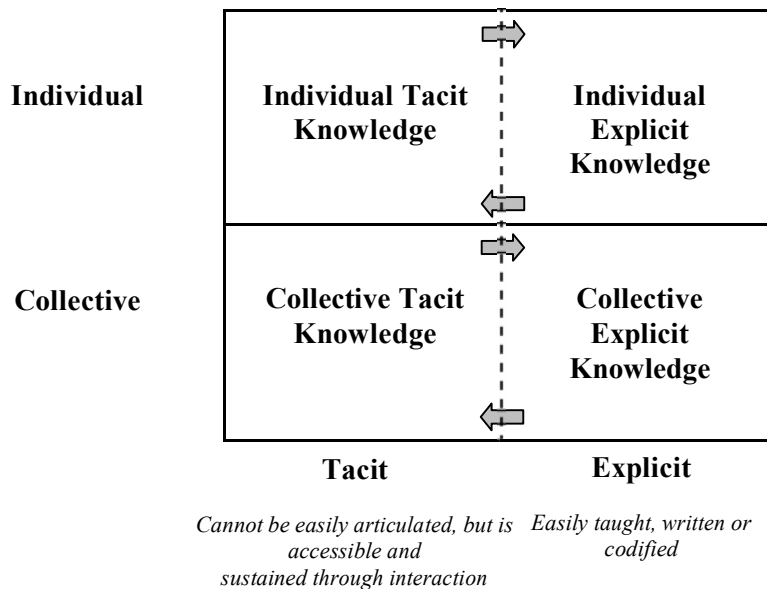 Individual
Individual Tacit
Knowledge
Individual
Explicit
Knowledge
Collective
Collective Tacit
Knowledge
Collective
Explicit
Knowledge
Tacit
Explicit
Cannot be easily articulated, but is
accessible and
sustained through interaction
Easily taught, written or
codified